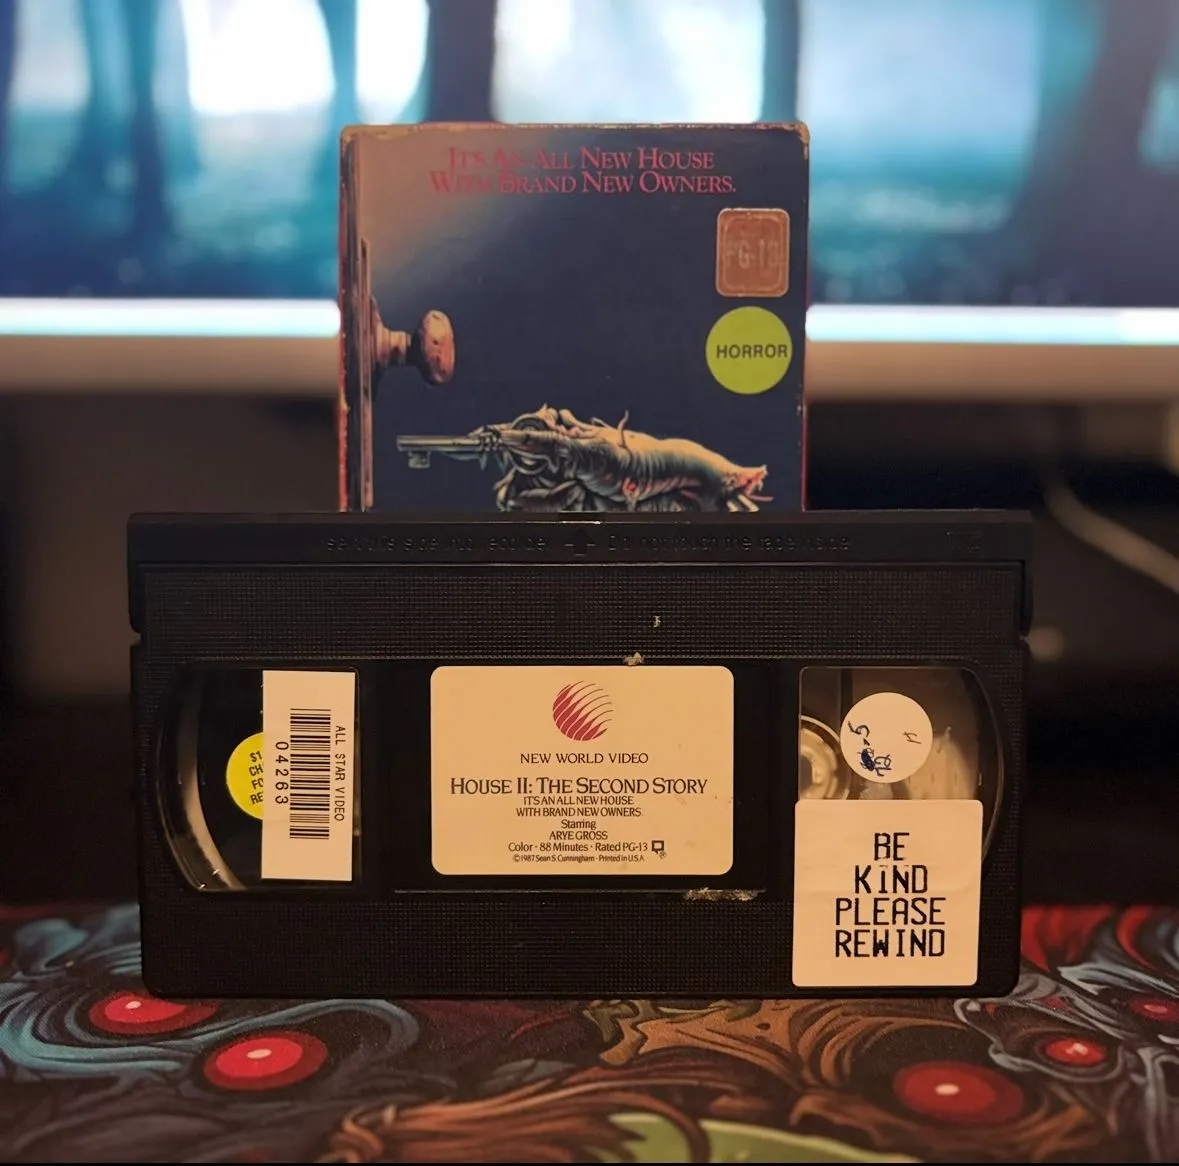 IT'S AN ALL NEW HOUSE
WITH BRAND NEW OWNERS.
PG-13
HORROR
ALL STAR VIDEO
04263
NEW WORLD VIDEO
HOUSE II: THE SECOND STORY
IT'S AN ALL NEW HOUSE
WITH BRAND NEW OWNERS
Starring
ARYE GROSS
Color · 88 Minutes · Rated PG-13
©1987 Sean S. Cunningham · Printed in U.S.A.
BE
KIND
PLEASE
REWIND